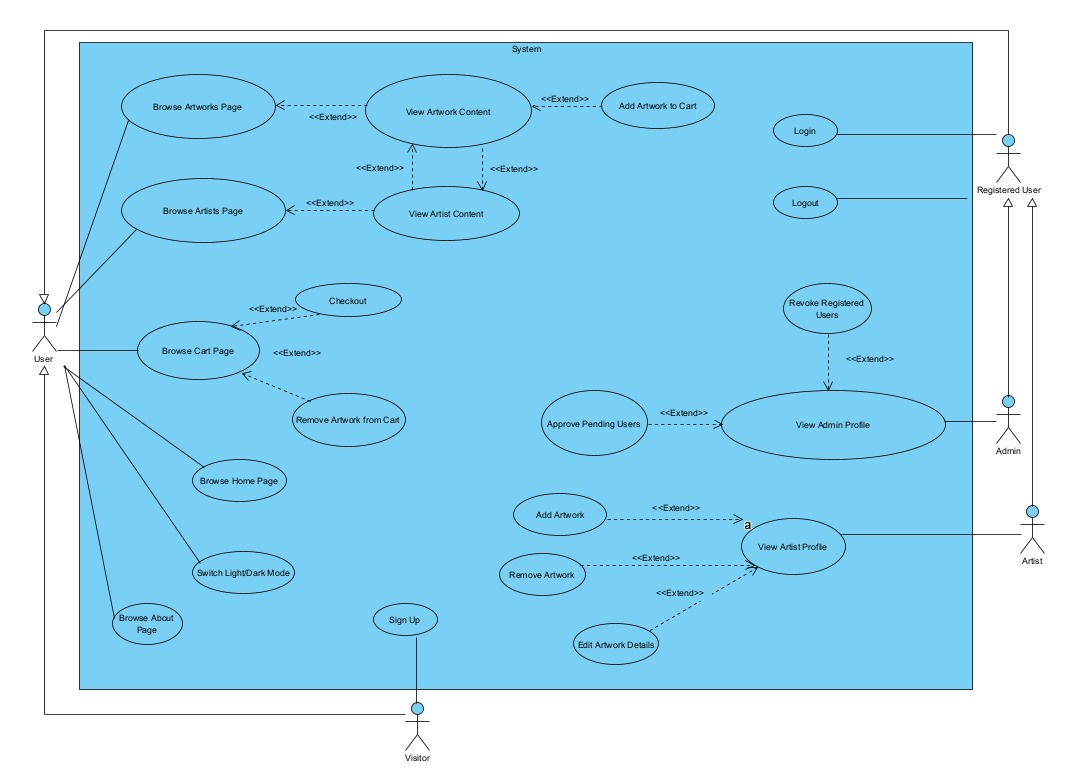 System
Browse Artworks Page
<<Extend>>
View Artwork Content
<<Extend>>
Add Artwork to Cart
Login
<<Extend>>
<<Extend>>
Registered User
Browse Artists Page
<<Extend>>
View Artist Content
Logout
Checkout
<<Extend>>
Revoke Registered
Users
User
Browse Cart Page
<<Extend>>
<<Extend>>
Remove Artwork from Cart
Approve Pending Users
<<Extend>>
View Admin Profile
Admin
Browse Home Page
Add Artwork
<<Extend>>
a
View Artist Profile
Artist
Switch Light/Dark Mode
Remove Artwork
<<Extend>>
<<Extend>>
Browse About
Page
Sign Up
Edit Artwork Details
Visitor